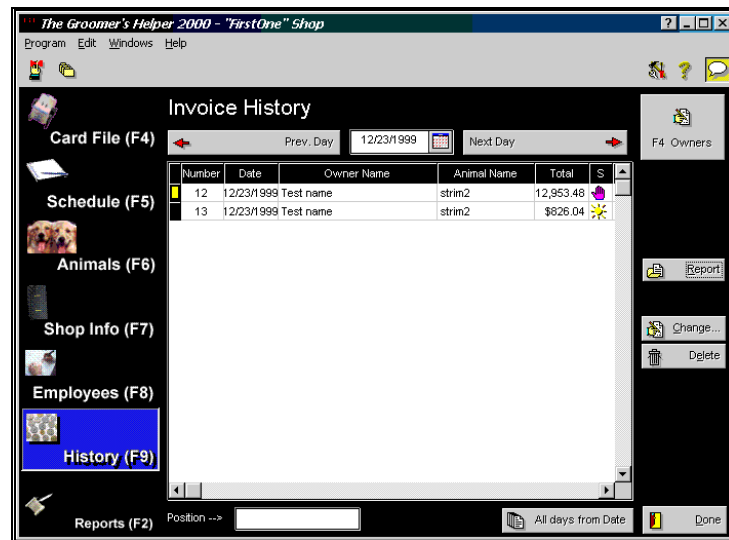 The Groomer's Helper 2000 - "FirstOne" Shop
Program Edit Windows Help
Card File (F4)
Schedule (F5)
Animals (F6)
Shop Info (F7)
Employees (F8)
History (F9)
Reports (F2)
Invoice History
Prev. Day 12/23/1999 Next Day
Number Date Owner Name Animal Name Total S
12 12/23/1999 Test name strim2 12,953.48
13 12/23/1999 Test name strim2 $826.04
Position --> All days from Date
F4 Owners
Report
Change...
Delete
Done